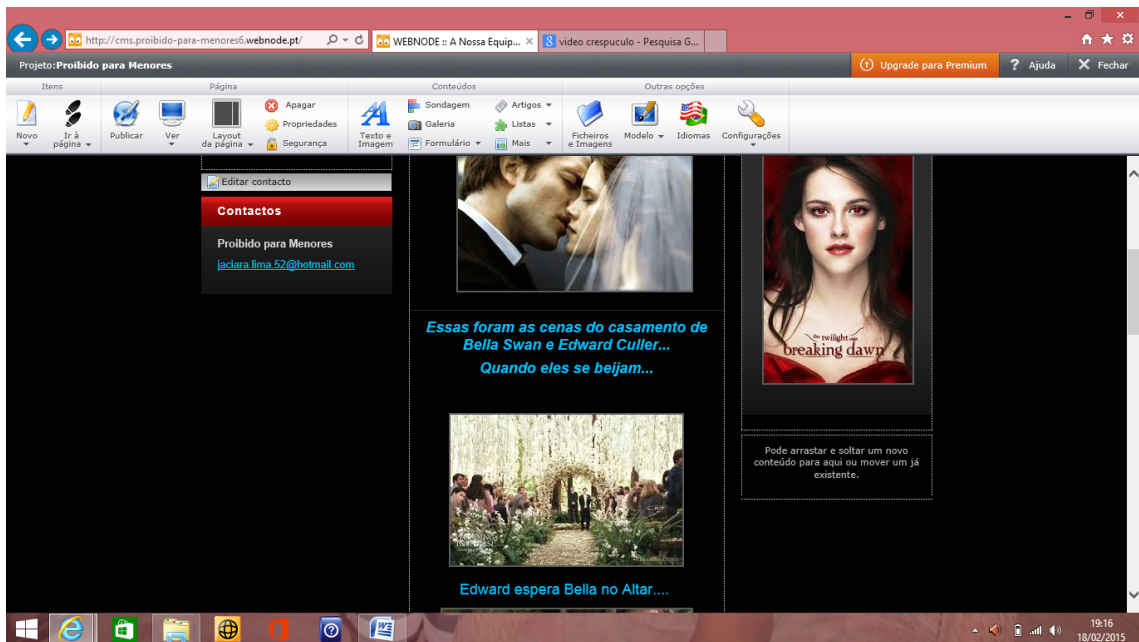 http://cms.proibido-para-menores6.webnode.pt/
WEBNODE :: A Nossa Equip...
video crespuculo - Pesquisa G...
Projeto:Proibido para Menores
Upgrade para Premium
? Ajuda
X Fechar
Itens
Página
Conteúdos
Outras opções
Novo
Ir à página
Publicar
Ver
Layout da página
Apagar
Propriedades
Segurança
Texto e Imagem
Sondagem
Galeria
Formulário
Artigos
Listas
Mais
Ficheiros e Imagens
Modelo
Idiomas
Configurações
Editar contacto
Contactos
Proibido para Menores
jaciara.lima.52@hotmail.com
Essas foram as cenas do casamento de
Bella Swan e Edward Culler...
Quando eles se beijam...
Edward espera Bella no Altar....
the twilight saga
breaking dawn
Pode arrastar e soltar um novo
conteúdo para aqui ou mover um já
existente.
19:16
18/02/2015